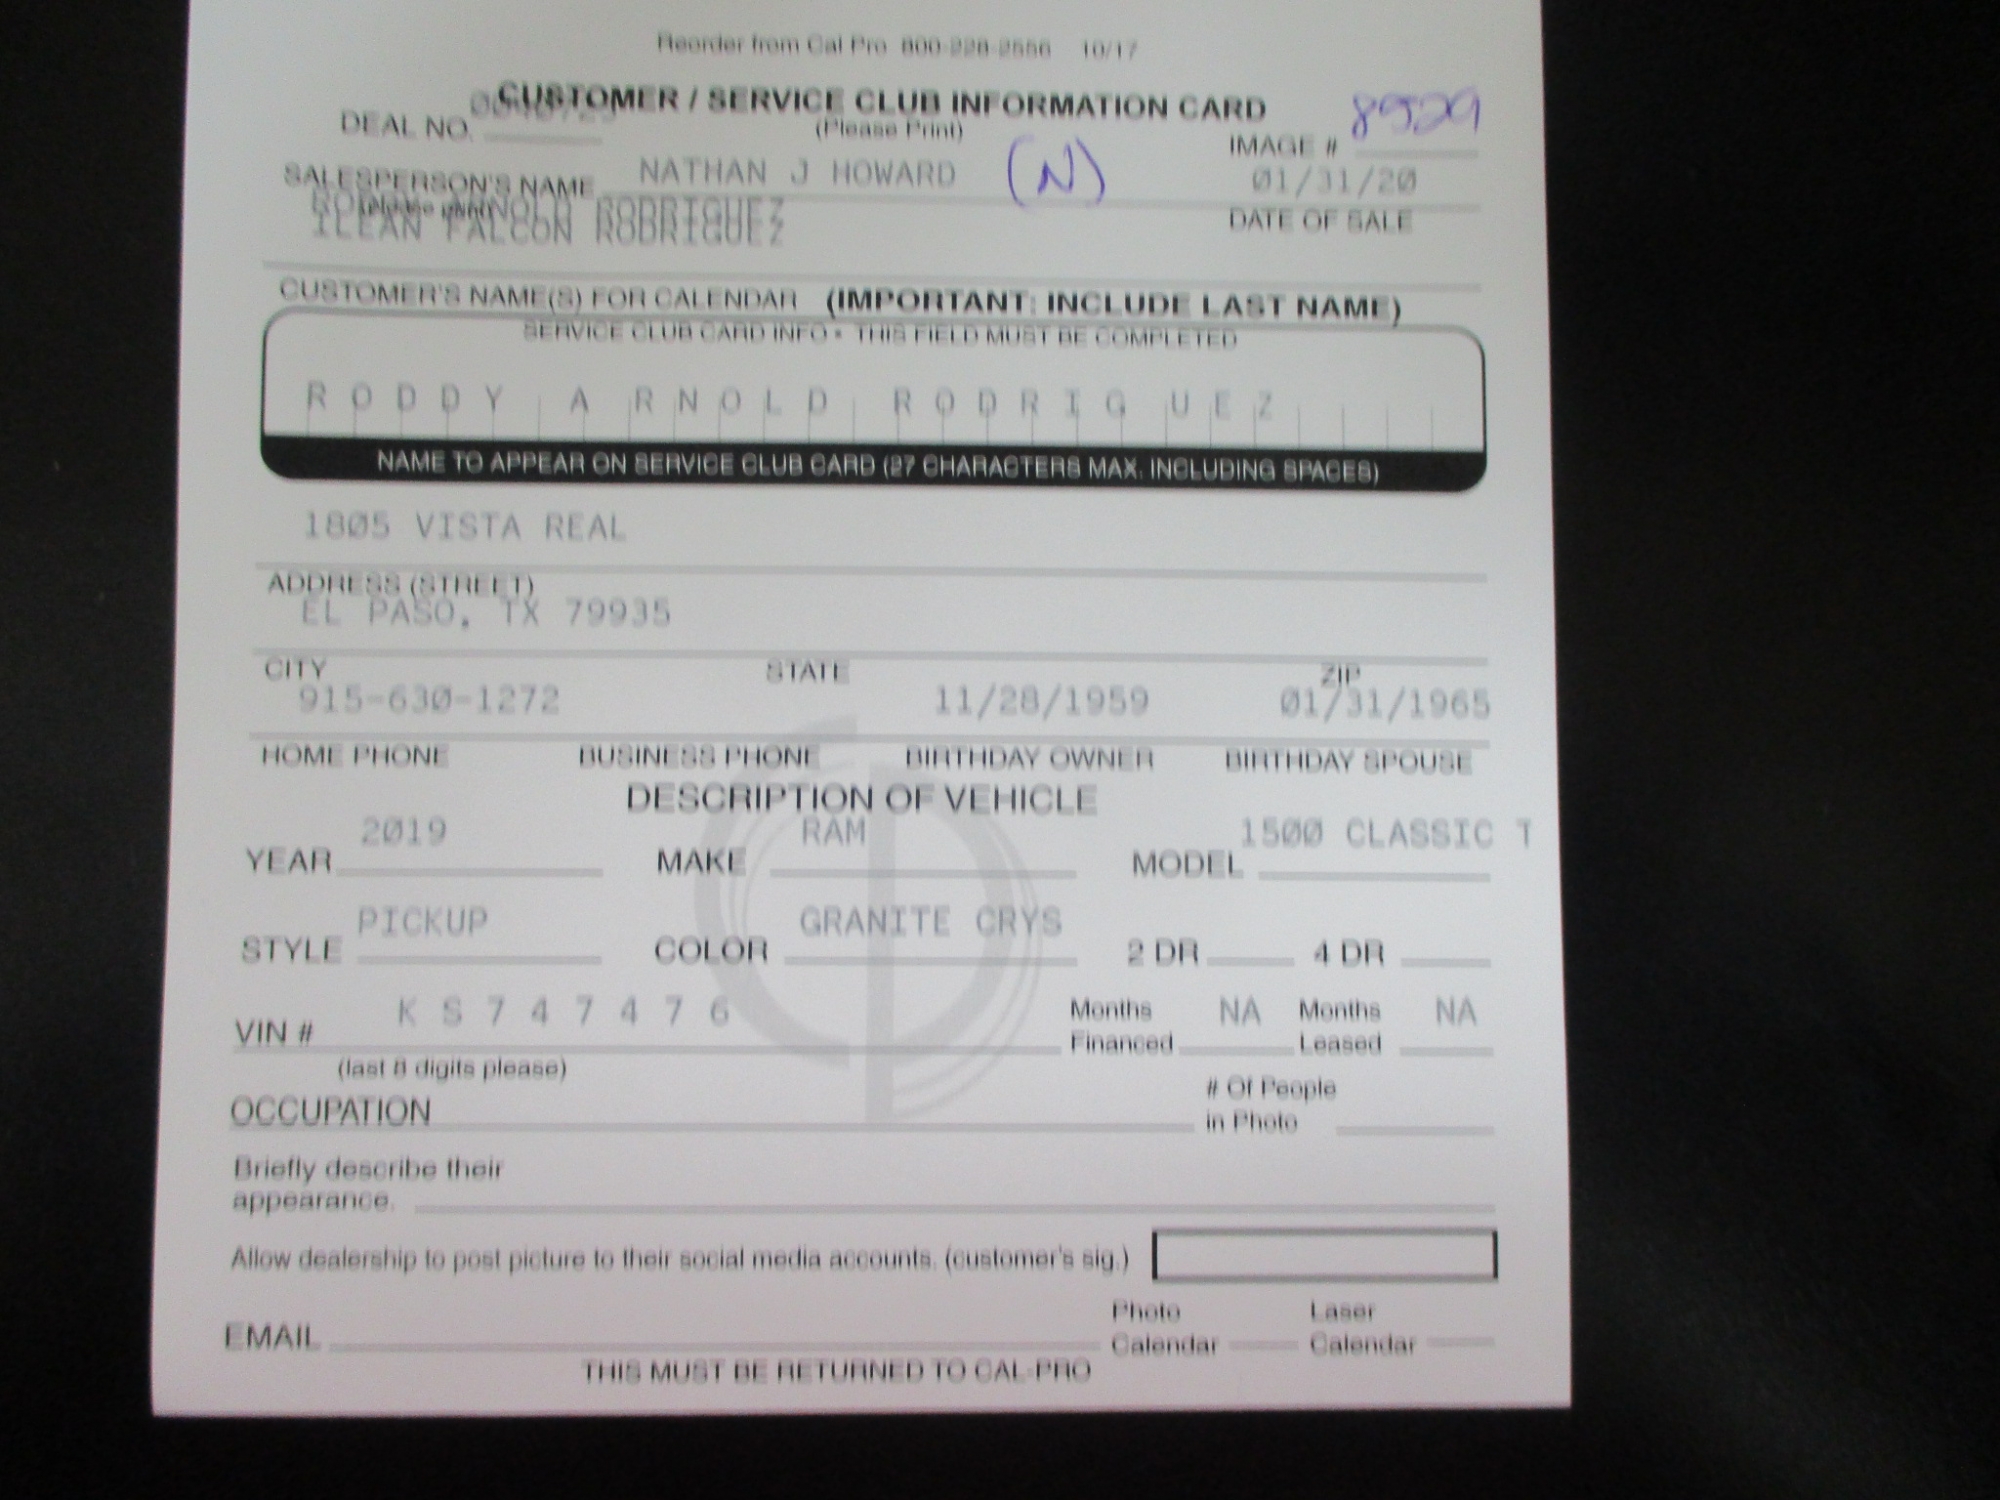 Reorder from Cal Pro 800-228-2556 10/17
CUSTOMER / SERVICE CLUB INFORMATION CARD
(Please Print)
DEAL NO.
IMAGE # 8529
SALESPERSON'S NAME NATHAN J HOWARD (N)
(please print)
01/31/20
DATE OF SALE
RODDY ARNOLD RODRIGUEZ
ILEAN FALCON RODRIGUEZ
CUSTOMER'S NAME(S) FOR CALENDAR (IMPORTANT: INCLUDE LAST NAME)
SERVICE CLUB CARD INFO • THIS FIELD MUST BE COMPLETED
RODDY ARNOLD RODRIGUEZ
NAME TO APPEAR ON SERVICE CLUB CARD (27 CHARACTERS MAX. INCLUDING SPACES)
1805 VISTA REAL
ADDRESS (STREET)
EL PASO, TX 79935
CITY STATE ZIP
915-630-1272 11/28/1959 01/31/1965
HOME PHONE BUSINESS PHONE BIRTHDAY OWNER BIRTHDAY SPOUSE
DESCRIPTION OF VEHICLE
YEAR 2019 MAKE RAM MODEL 1500 CLASSIC T
STYLE PICKUP COLOR GRANITE CRYS 2 DR 4 DR
VIN # KS747476 Months Financed NA Months Leased NA
(last 8 digits please)
OCCUPATION # Of People in Photo
Briefly describe their
appearance.
Allow dealership to post picture to their social media accounts. (customer's sig.)
EMAIL Photo Calendar Laser Calendar
THIS MUST BE RETURNED TO CAL-PRO